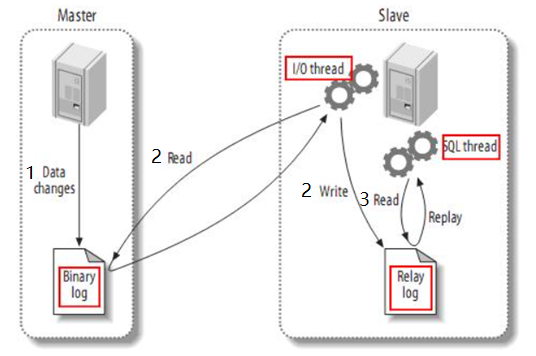 Master
Slave
I/O thread
SQL thread
1 Data
changes
2 Read
2 Write
3 Read
Replay
Binary
log
Relay
log